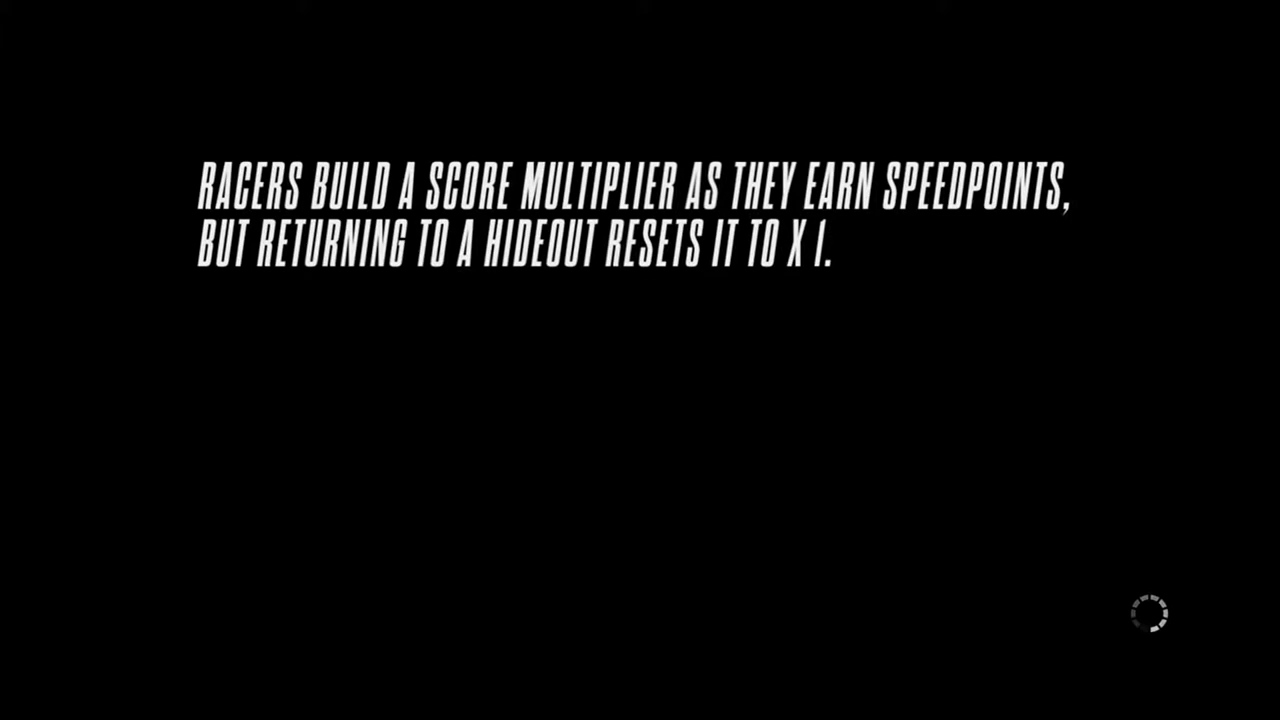 RACERS BUILD A SCORE MULTIPLIER AS THEY EARN SPEEDPOINTS,
BUT RETURNING TO A HIDEOUT RESETS IT TO X 1.